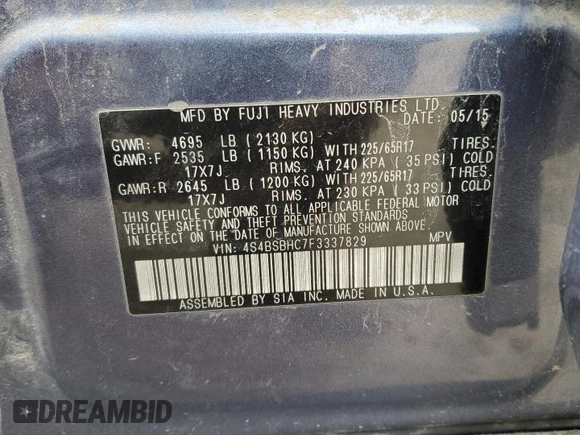 MFD BY FUJI HEAVY INDUSTRIES LTD.
DATE: 05/15
GVWR: 4695 LB (2130 KG)
GAWR:F 2535 LB (1150 KG) WITH 225/65R17 TIRES.
17X7J RIMS. AT 240 KPA ( 35 PSI) COLD
GAWR:R 2645 LB (1200 KG) WITH 225/65R17 TIRES.
17X7J RIMS. AT 230 KPA ( 33 PSI) COLD
THIS VEHICLE CONFORMS TO ALL APPLICABLE FEDERAL MOTOR
VEHICLE SAFETY AND THEFT PREVENTION STANDARDS
IN EFFECT ON THE DATE OF MANUFACTURE SHOWN ABOVE.
VIN: 4S4BSBHC7F3337829 MPV
ASSEMBLED BY SIA INC. MADE IN U.S.A.
DREAMBID